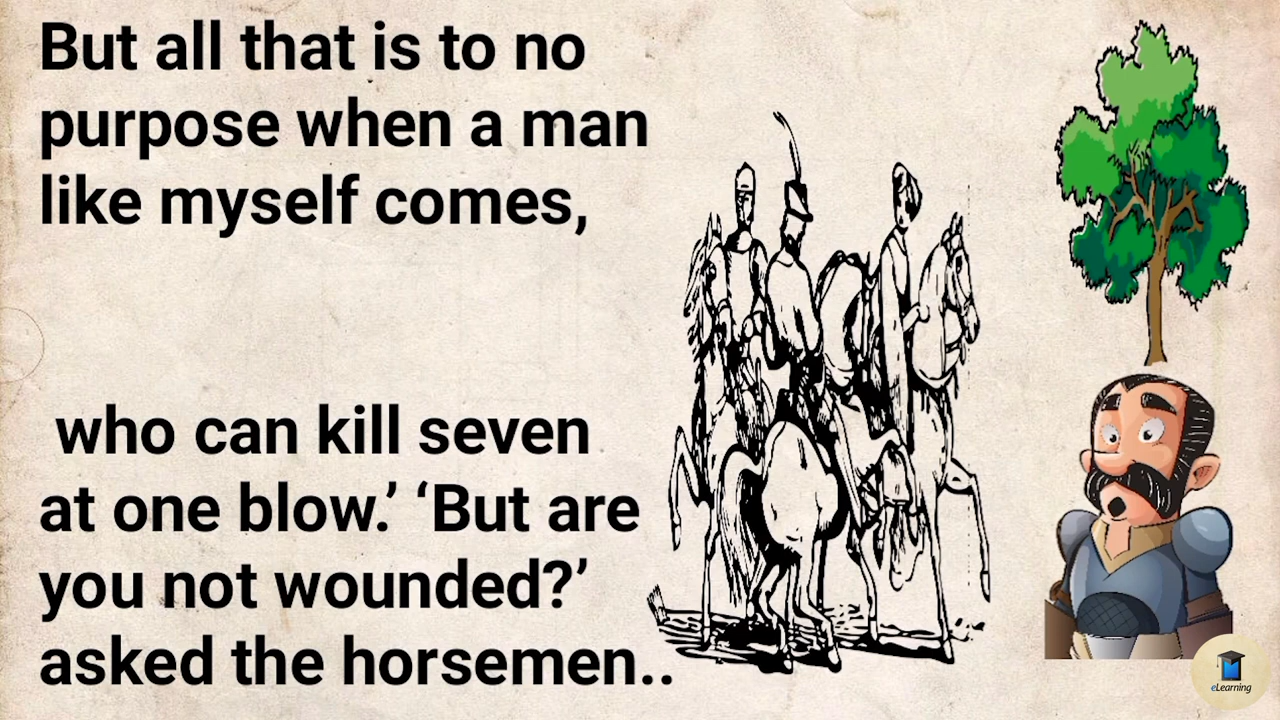 But all that is to no
purpose when a man
like myself comes,
who can kill seven
at one blow.’ ‘But are
you not wounded?’
asked the horsemen..
eLearning